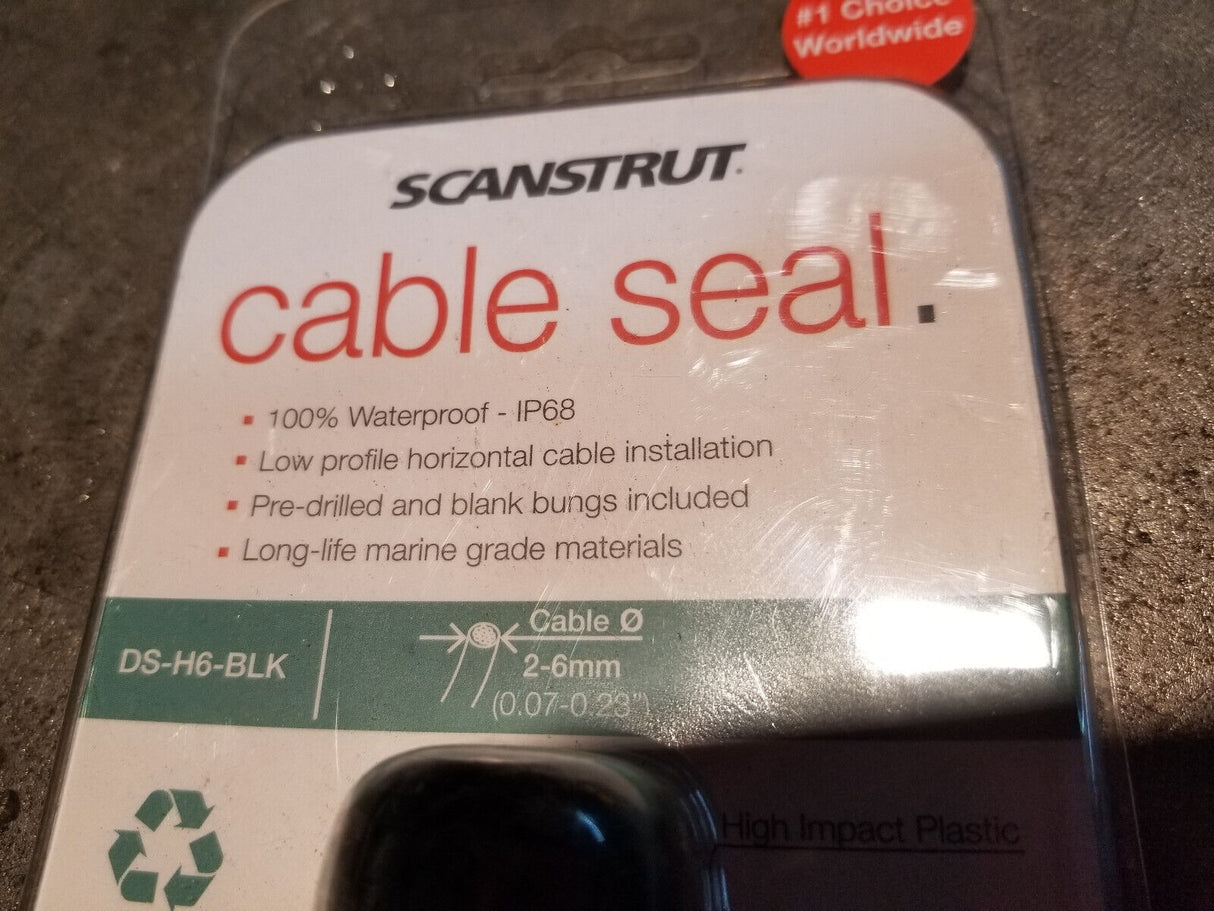 #1 Choice
Worldwide
SCANSTRUT
cable seal.
▪ 100% Waterproof - IP68
▪ Low profile horizontal cable installation
▪ Pre-drilled and blank bungs included
▪ Long-life marine grade materials
DS-H6-BLK
Cable Ø
2-6mm
(0.07-0.23")
High Impact Plastic